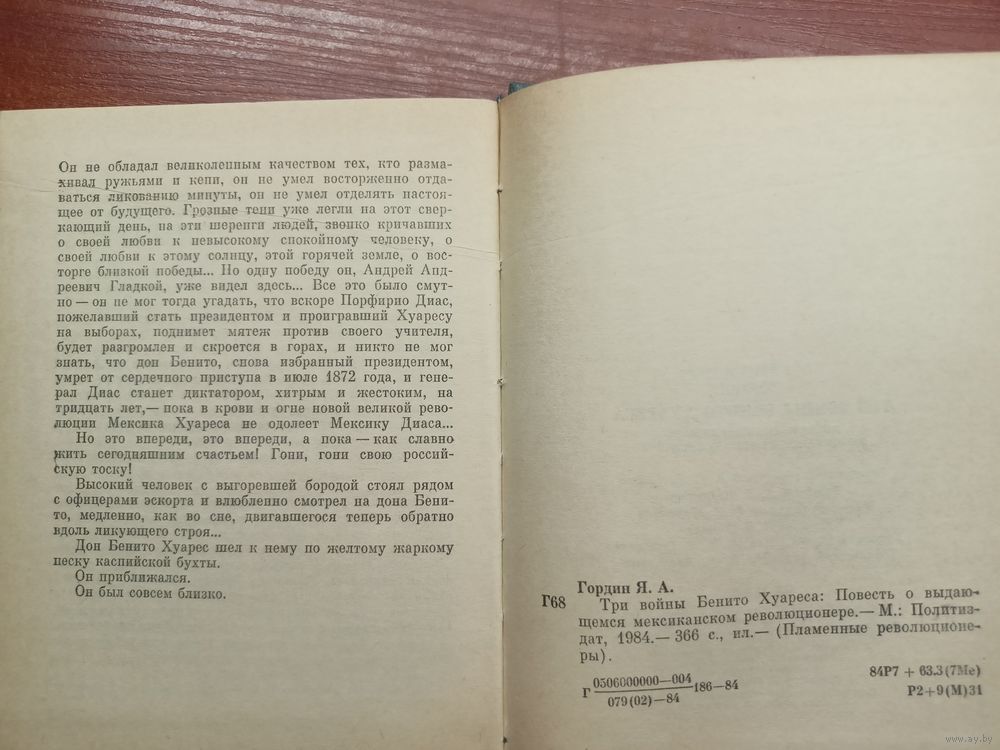 Он не обладал великолепным качеством тех, кто разма-
хивал ружьями и кепи, он не умел восторженно отда-
ваться ликованию минуты, он не умел отделять настоя-
щее от будущего. Грозные тени уже легли на этот свер-
кающий день, на эти шеренги людей, звонко кричавших
о своей любви к невысокому спокойному человеку, о
своей любви к этому солнцу, этой горячей земле, о вос-
торге близкой победы... Но одну победу он, Андрей Анд-
реевич Гладкой, уже видел здесь... Все это было смут-
но — он не мог тогда угадать, что вскоре Порфирио Диас,
пожелавший стать президентом и проигравший Хуаресу
на выборах, поднимет мятеж против своего учителя,
будет разгромлен и скроется в горах, и никто не мог
знать, что дон Бенито, снова избранный президентом,
умрет от сердечного приступа в июле 1872 года, и гене-
рал Диас станет диктатором, хитрым и жестоким, на
тридцать лет,— пока в крови и огне новой великой рево-
люции Мексика Хуареса не одолеет Мексику Диаса...
Но это впереди, это впереди, а пока — как славно
жить сегодняшним счастьем! Гони, гони свою россий-
скую тоску!
Высокий человек с выгоревшей бородой стоял рядом
с офицерами эскорта и влюбленно смотрел на дона Бени-
то, медленно, как во сне, двигавшегося теперь обратно
вдоль ликующего строя...
Дон Бенито Хуарес шел к нему по желтому жаркому
песку каспийской бухты.
Он приближался.
Он был совсем близко.
Гордин Я. А.
Г68 Три войны Бенито Хуареса: Повесть о выдаю-
щемся мексиканском революционере.— М.: Политиз-
дат, 1984.— 366 с., ил.— (Пламенные революционе-
ры).
Г 0506000000—004 186—84
079(02)—84
84Р7 + 63.3(7Ме)
Р2+9(М)31
www.ay.by